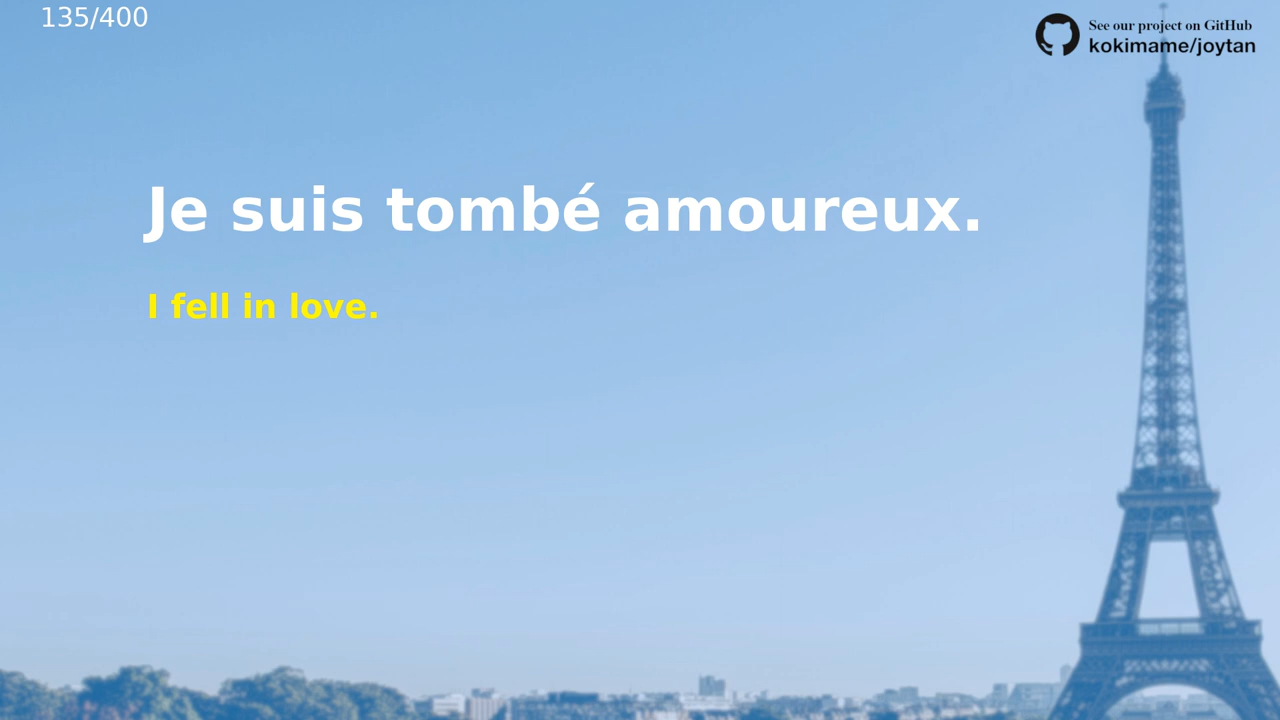 135/400
See our project on GitHub
kokimame/joytan
Je suis tombé amoureux.
I fell in love.